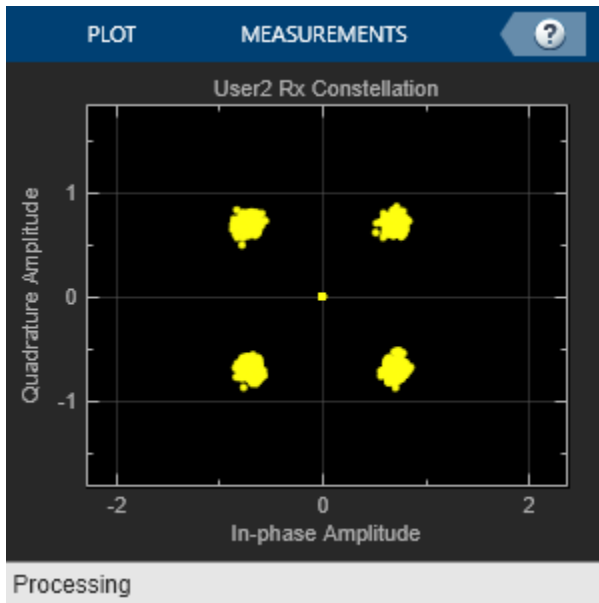 PLOT MEASUREMENTS ?
User2 Rx Constellation
Quadrature Amplitude
1
0
-1
-2 0 2
In-phase Amplitude
Processing